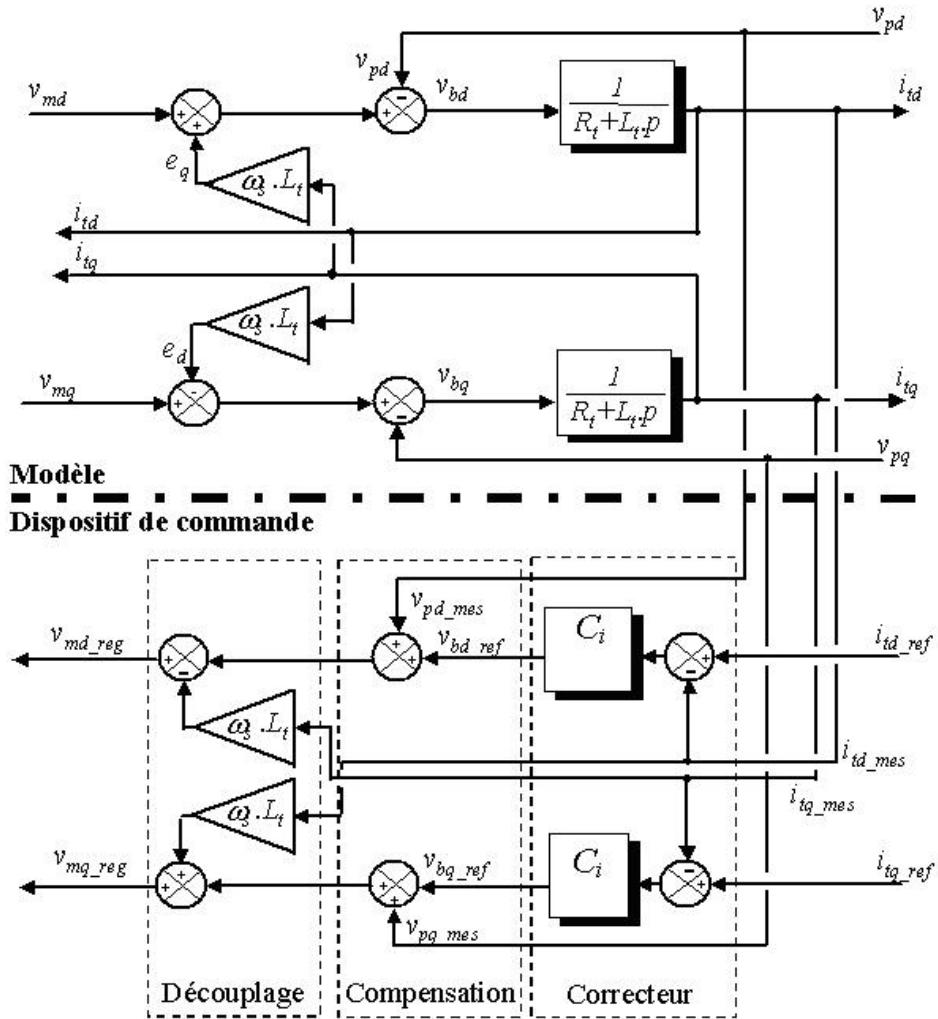 v_pd
v_pd
v_md
v_bd
1
R_t+L_t.p
i_td
e_q
ω_s.L_t
i_td
i_tq
ω_s.L_t
e_d
v_mq
v_bq
1
R_t+L_t.p
i_tq
v_pq
Modèle
Dispositif de commande
v_pd_mes
C_i
v_md_reg
v_bd_ref
i_td_ref
ω_s.L_t
i_td_mes
i_tq_mes
ω_s.L_t
C_i
v_mq_reg
v_bq_ref
i_tq_ref
v_pq_mes
Découplage
Compensation
Correcteur